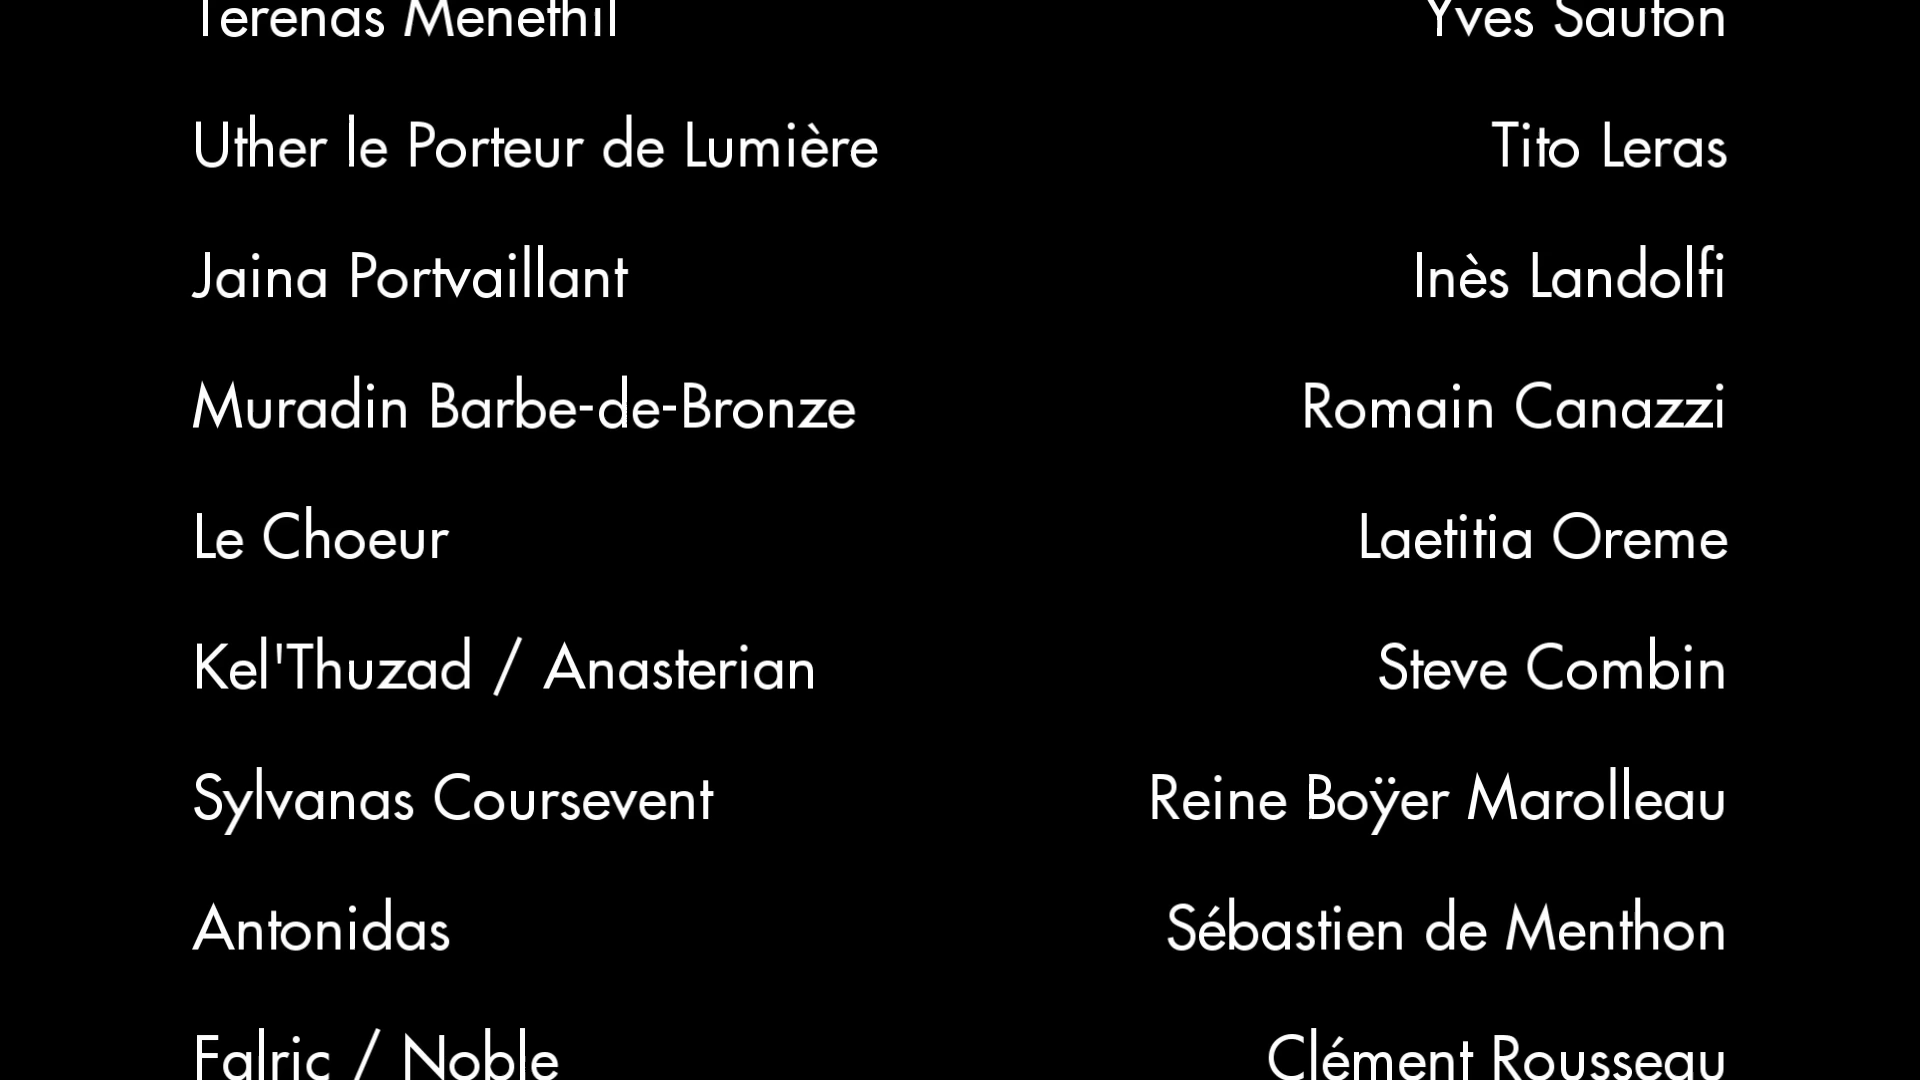 Terenas Menethil Yves Sauton
Uther le Porteur de Lumière Tito Leras
Jaina Portvaillant Inès Landolfi
Muradin Barbe-de-Bronze Romain Canazzi
Le Choeur Laetitia Oreme
Kel'Thuzad / Anasterian Steve Combin
Sylvanas Coursevent Reine Boÿer Marolleau
Antonidas Sébastien de Menthon
Falric / Noble Clément Rousseau